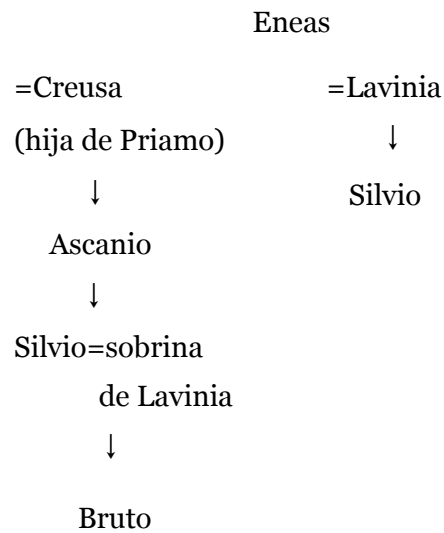 Eneas
=Creusa =Lavinia
(hija de Priamo) ↓
↓ Silvio
Ascanio
↓
Silvio=sobrina
de Lavinia
↓
Bruto